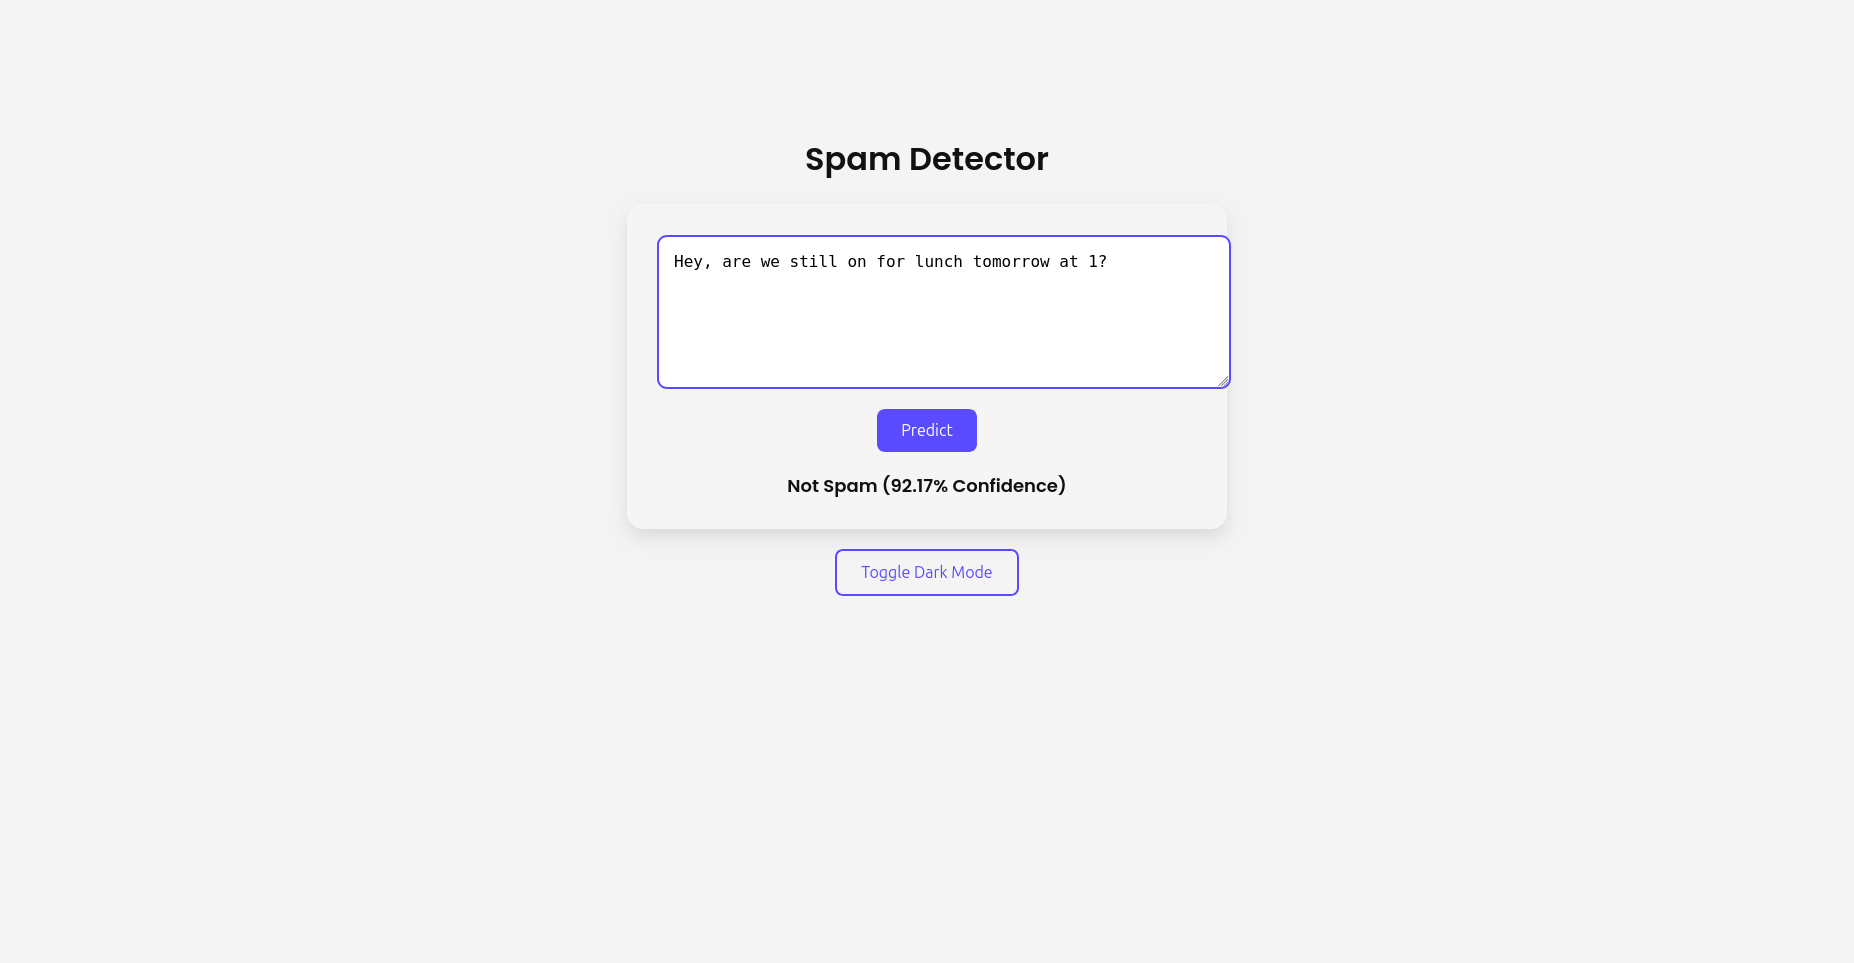 Spam Detector
Hey, are we still on for lunch tomorrow at 1?
Predict
Not Spam (92.17% Confidence)
Toggle Dark Mode